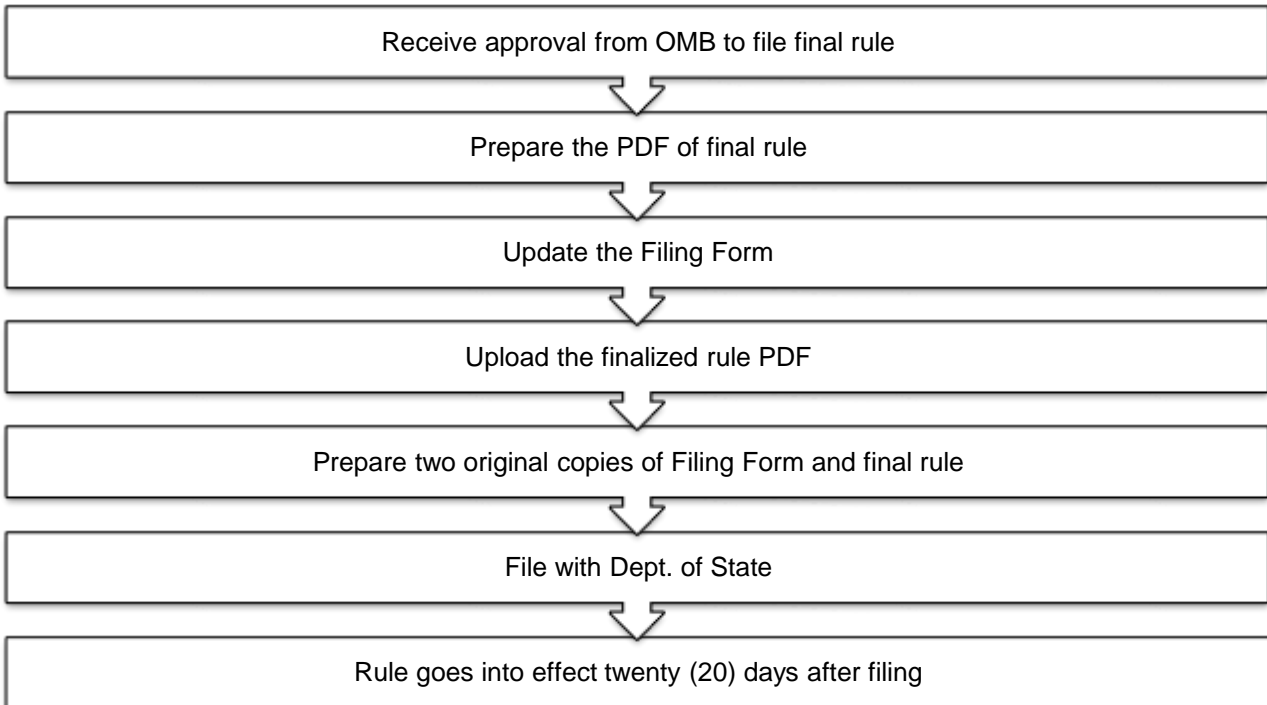 Receive approval from OMB to file final rule
Prepare the PDF of final rule
Update the Filing Form
Upload the finalized rule PDF
Prepare two original copies of Filing Form and final rule
File with Dept. of State
Rule goes into effect twenty (20) days after filing